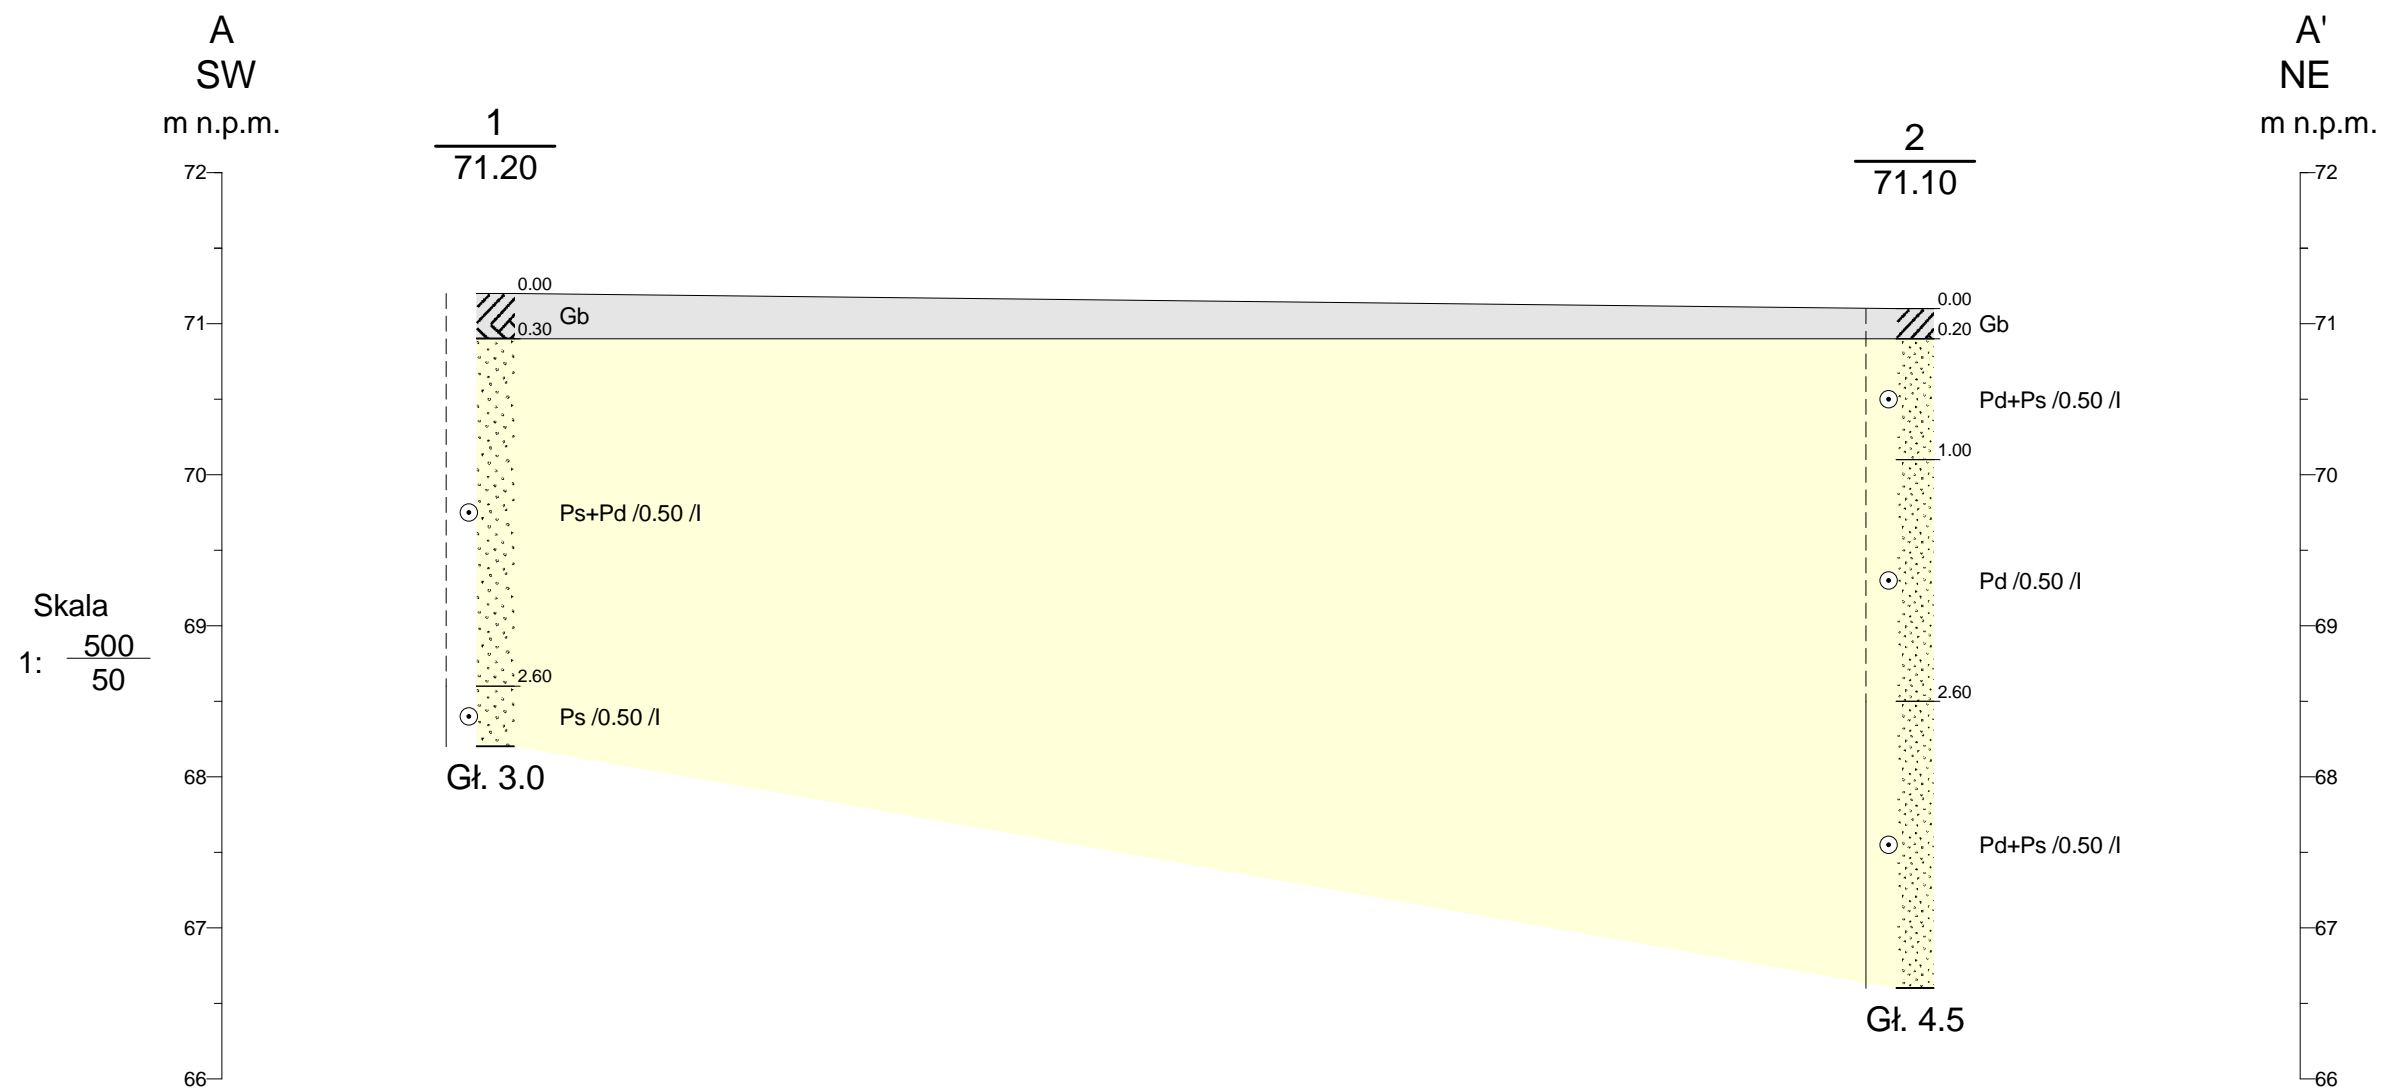 A
SW
m n.p.m.
A'
NE
m n.p.m.
1
71.20
2
71.10
72
71
70
69
68
67
66
Skala
1: 500
50
0.00
Gb
0.30
Ps+Pd /0.50 /I
2.60
Ps /0.50 /I
Gł. 3.0
0.00
0.20 Gb
Pd+Ps /0.50 /I
1.00
Pd /0.50 /I
2.60
Pd+Ps /0.50 /I
Gł. 4.5
72
71
70
69
68
67
66